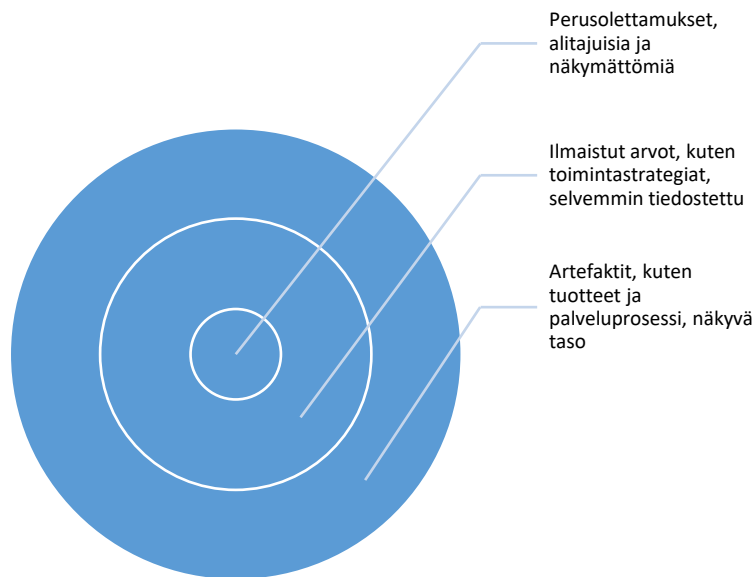 Perusolettamukset,
alitajuisia ja
näkymättömiä
Ilmaistut arvot, kuten
toimintastrategiat,
selvemmin tiedostettu
Artefaktit, kuten
tuotteet ja
palveluprosessi, näkyvä
taso